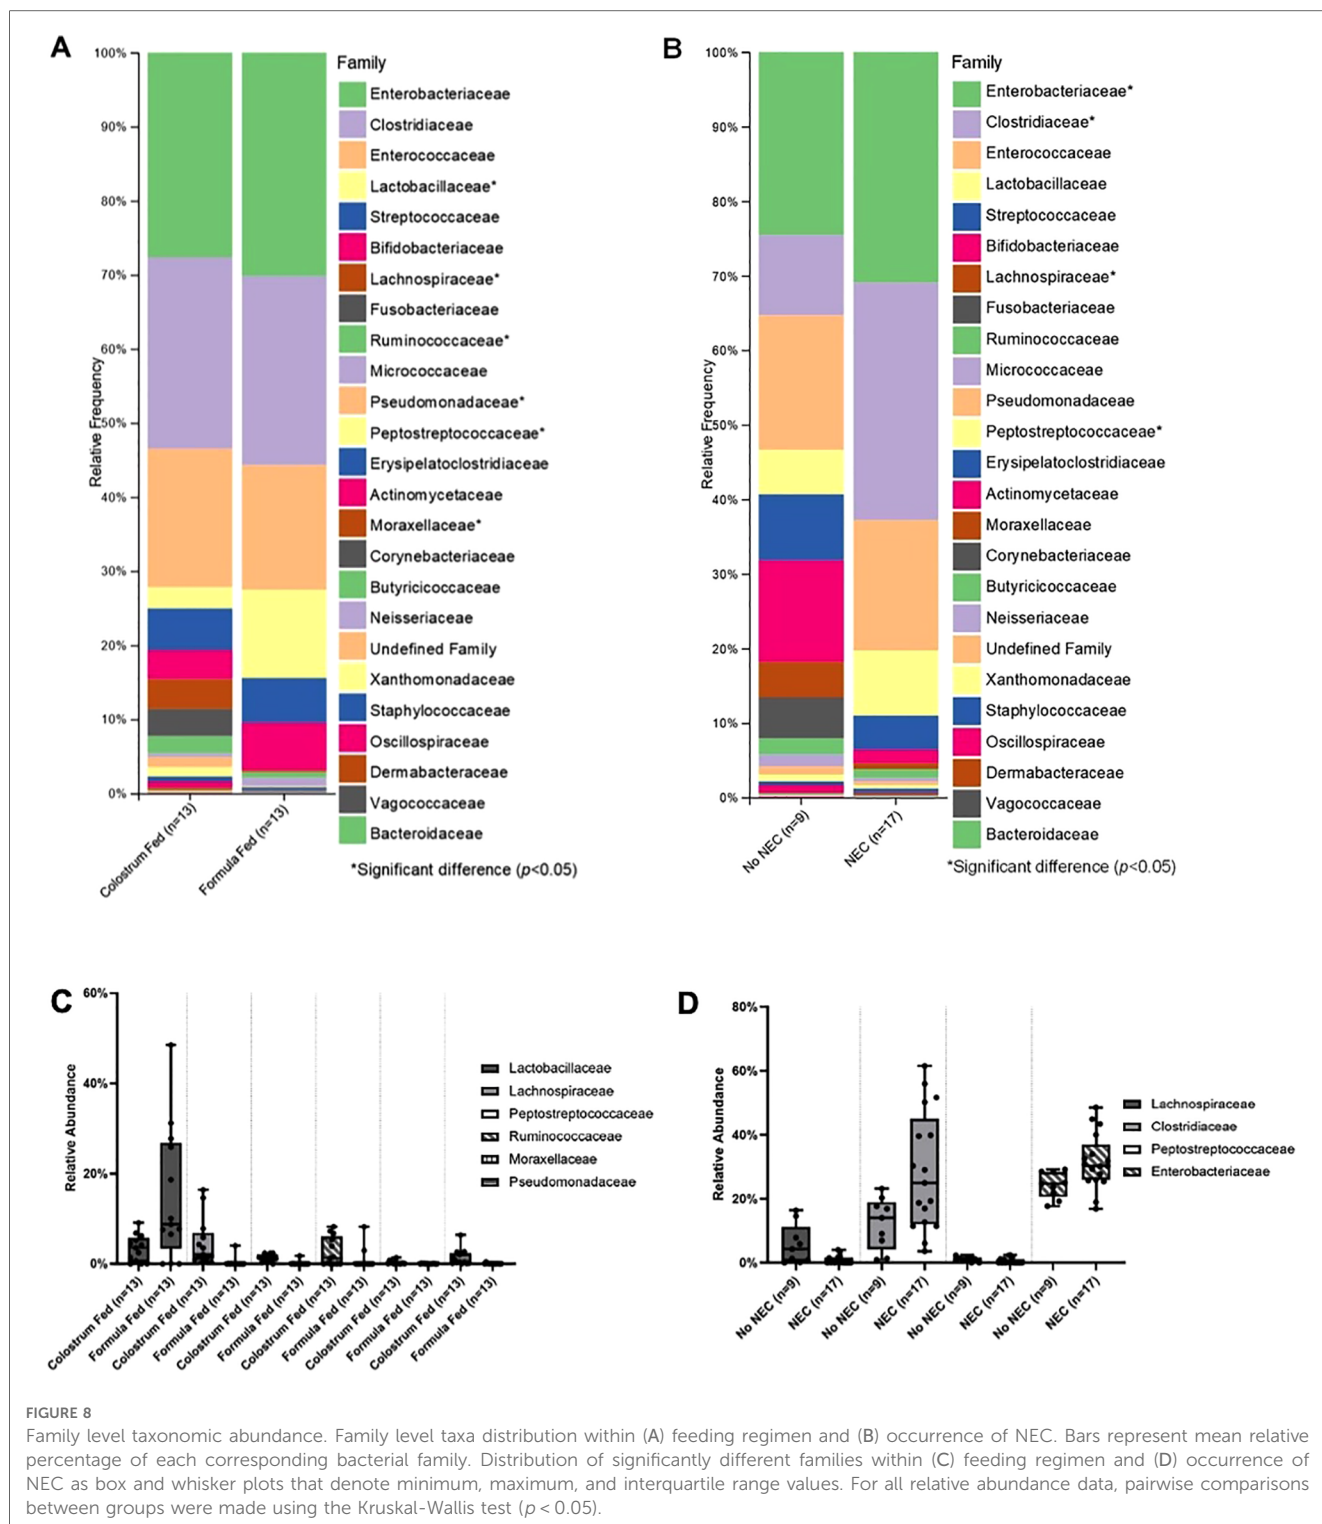 A
100%
90%
80%
70%
60%
50%
40%
30%
20%
10%
0%
Relative Frequency
Colostrum Fed (n=13)
Formula Fed (n=13)
Family
Enterobacteriaceae
Clostridiaceae
Enterococcaceae
Lactobacillaceae*
Streptococcaceae
Bifidobacteriaceae
Lachnospiraceae*
Fusobacteriaceae
Ruminococcaceae*
Micrococcaceae
Pseudomonadaceae*
Peptostreptococcaceae*
Erysipelatoclostridiaceae
Actinomycetaceae
Moraxellaceae*
Corynebacteriaceae
Butyricicoccaceae
Neisseriaceae
Undefined Family
Xanthomonadaceae
Staphylococcaceae
Oscillospiraceae
Dermabacteraceae
Vagococcaceae
Bacteroidaceae
*Significant difference (p<0.05)
B
100%
90%
80%
70%
60%
50%
40%
30%
20%
10%
0%
Relative Frequency
No NEC (n=9)
NEC (n=17)
Family
Enterobacteriaceae*
Clostridiaceae*
Enterococcaceae
Lactobacillaceae
Streptococcaceae
Bifidobacteriaceae
Lachnospiraceae*
Fusobacteriaceae
Ruminococcaceae
Micrococcaceae
Pseudomonadaceae
Peptostreptococcaceae*
Erysipelatoclostridiaceae
Actinomycetaceae
Moraxellaceae
Corynebacteriaceae
Butyricicoccaceae
Neisseriaceae
Undefined Family
Xanthomonadaceae
Staphylococcaceae
Oscillospiraceae
Dermabacteraceae
Vagococcaceae
Bacteroidaceae
*Significant difference (p<0.05)
C
60%
40%
20%
0%
Relative Abundance
Colostrum Fed (n=13)
Formula Fed (n=13)
Colostrum Fed (n=13)
Formula Fed (n=13)
Colostrum Fed (n=13)
Formula Fed (n=13)
Colostrum Fed (n=13)
Formula Fed (n=13)
Colostrum Fed (n=13)
Formula Fed (n=13)
Colostrum Fed (n=13)
Formula Fed (n=13)
Lactobacillaceae
Lachnospiraceae
Peptostreptococcaceae
Ruminococcaceae
Moraxellaceae
Pseudomonadaceae
D
80%
60%
40%
20%
0%
Relative Abundance
No NEC (n=9)
NEC (n=17)
No NEC (n=9)
NEC (n=17)
No NEC (n=9)
NEC (n=17)
No NEC (n=9)
NEC (n=17)
Lachnospiraceae
Clostridiaceae
Peptostreptococcaceae
Enterobacteriaceae
FIGURE 8
Family level taxonomic abundance. Family level taxa distribution within (A) feeding regimen and (B) occurrence of NEC. Bars represent mean relative
percentage of each corresponding bacterial family. Distribution of significantly different families within (C) feeding regimen and (D) occurrence of
NEC as box and whisker plots that denote minimum, maximum, and interquartile range values. For all relative abundance data, pairwise comparisons
between groups were made using the Kruskal-Wallis test (p < 0.05).